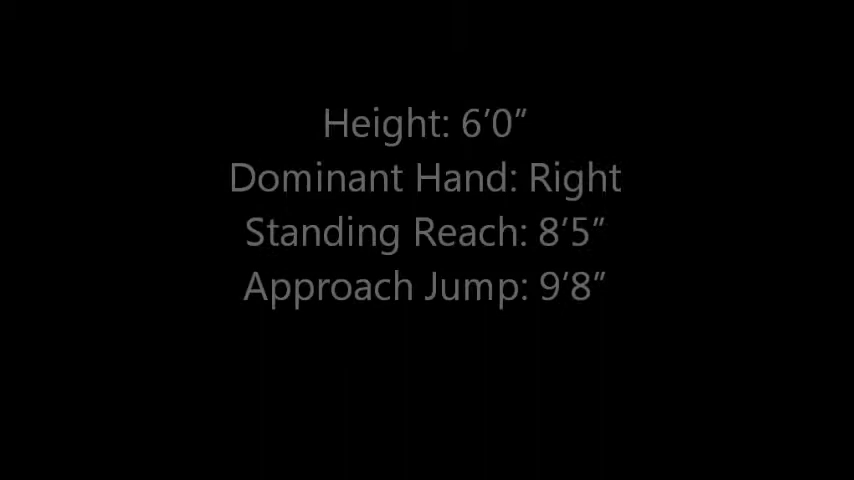 Height: 6’0”
Dominant Hand: Right
Standing Reach: 8’5”
Approach Jump: 9’8”